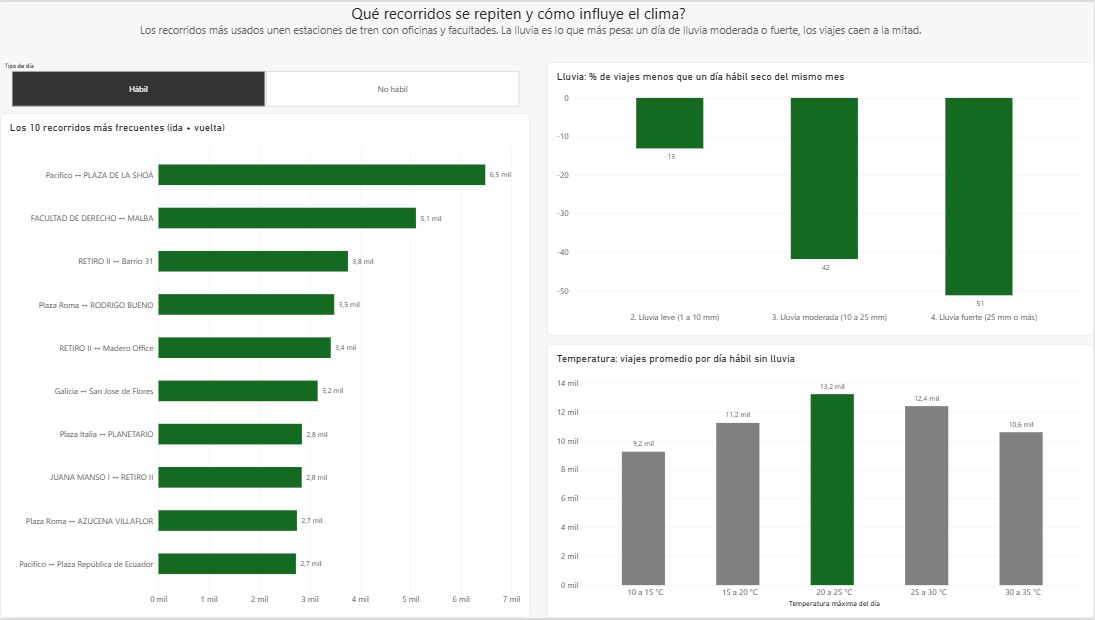 Qué recorridos se repiten y cómo influye el clima?
Los recorridos más usados unen estaciones de tren con oficinas y facultades. La lluvia es lo que más pesa: un día de lluvia moderada o fuerte, los viajes caen a la mitad.
Tipo de día
Hábil
No hábil
Los 10 recorridos más frecuentes (ida + vuelta)
Pacifico ↔ PLAZA DE LA SHOÁ
6,5 mil
FACULTAD DE DERECHO ↔ MALBA
5,1 mil
RETIRO II ↔ Barrio 31
3,8 mil
Plaza Roma ↔ RODRIGO BUENO
3,5 mil
RETIRO II ↔ Madero Office
3,4 mil
Galicia ↔ San Jose de Flores
3,2 mil
Plaza Italia ↔ PLANETARIO
2,8 mil
JUANA MANSO I ↔ RETIRO II
2,8 mil
Plaza Roma ↔ AZUCENA VILLAFLOR
2,7 mil
Pacifico ↔ Plaza República de Ecuador
2,7 mil
0 mil
1 mil
2 mil
3 mil
4 mil
5 mil
6 mil
7 mil
Lluvia: % de viajes menos que un día hábil seco del mismo mes
0
-10
-20
-30
-40
-50
-13
-42
-51
2. Lluvia leve (1 a 10 mm)
3. Lluvia moderada (10 a 25 mm)
4. Lluvia fuerte (25 mm o más)
Temperatura: viajes promedio por día hábil sin lluvia
14 mil
12 mil
10 mil
8 mil
6 mil
4 mil
2 mil
0 mil
9,2 mil
11,2 mil
13,2 mil
12,4 mil
10,6 mil
10 a 15 °C
15 a 20 °C
20 a 25 °C
25 a 30 °C
30 a 35 °C
Temperatura máxima del día